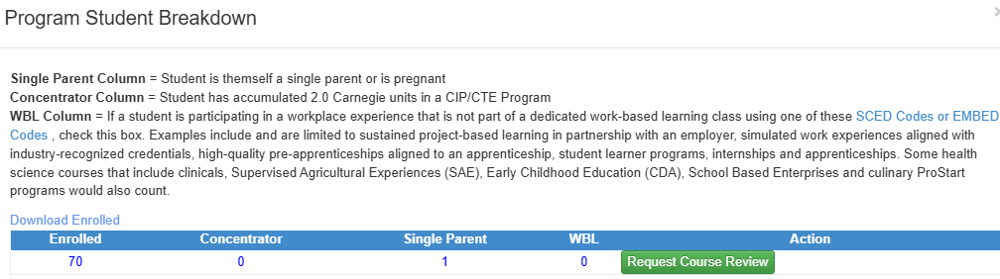 Program Student Breakdown
Single Parent Column = Student is themself a single parent or is pregnant
Concentrator Column = Student has accumulated 2.0 Carnegie units in a CIP/CTE Program
WBL Column = If a student is participating in a workplace experience that is not part of a dedicated work-based learning class using one of these SCED Codes or EMBED
Codes , check this box. Examples include and are limited to sustained project-based learning in partnership with an employer, simulated work experiences aligned with
industry-recognized credentials, high-quality pre-apprenticeships aligned to an apprenticeship, student learner programs, internships and apprenticeships. Some health
science courses that include clinicals, Supervised Agricultural Experiences (SAE), Early Childhood Education (CDA), School Based Enterprises and culinary ProStart
programs would also count.
Download Enrolled
Enrolled Concentrator Single Parent WBL Action
70 0 1 0 Request Course Review